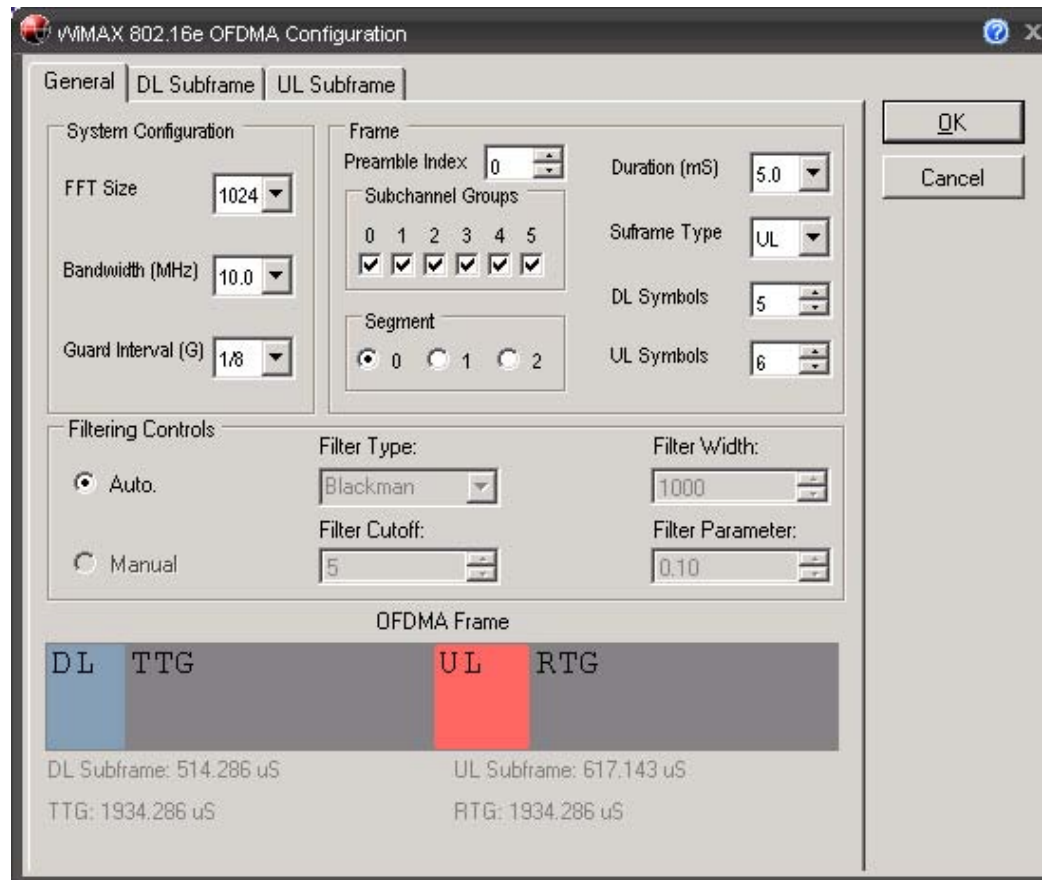 WiMAX 802.16e OFDMA Configuration
General
DL Subframe
UL Subframe
OK
Cancel
System Configuration
FFT Size
1024
Bandwidth (MHz)
10.0
Guard Interval (G)
1/8
Frame
Preamble Index
0
Subchannel Groups
0 1 2 3 4 5
Segment
0 1 2
Duration (mS)
5.0
Suframe Type
UL
DL Symbols
5
UL Symbols
6
Filtering Controls
Auto.
Manual
Filter Type:
Blackman
Filter Width:
1000
Filter Cutoff:
5
Filter Parameter:
0.10
OFDMA Frame
DL TTG UL RTG
DL Subframe: 514.286 uS
UL Subframe: 617.143 uS
TTG: 1934.286 uS
RTG: 1934.286 uS